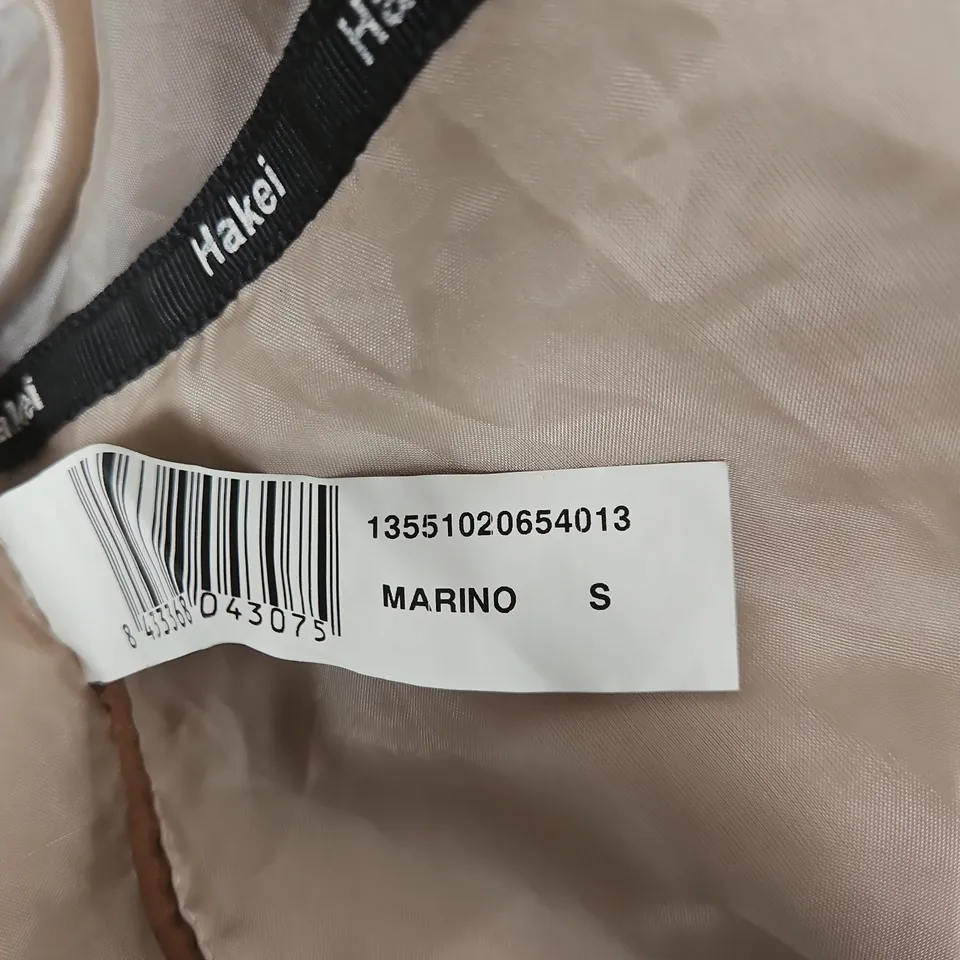 Hakei
Hakei
13551020654013
MARINO S
8 433368 043075